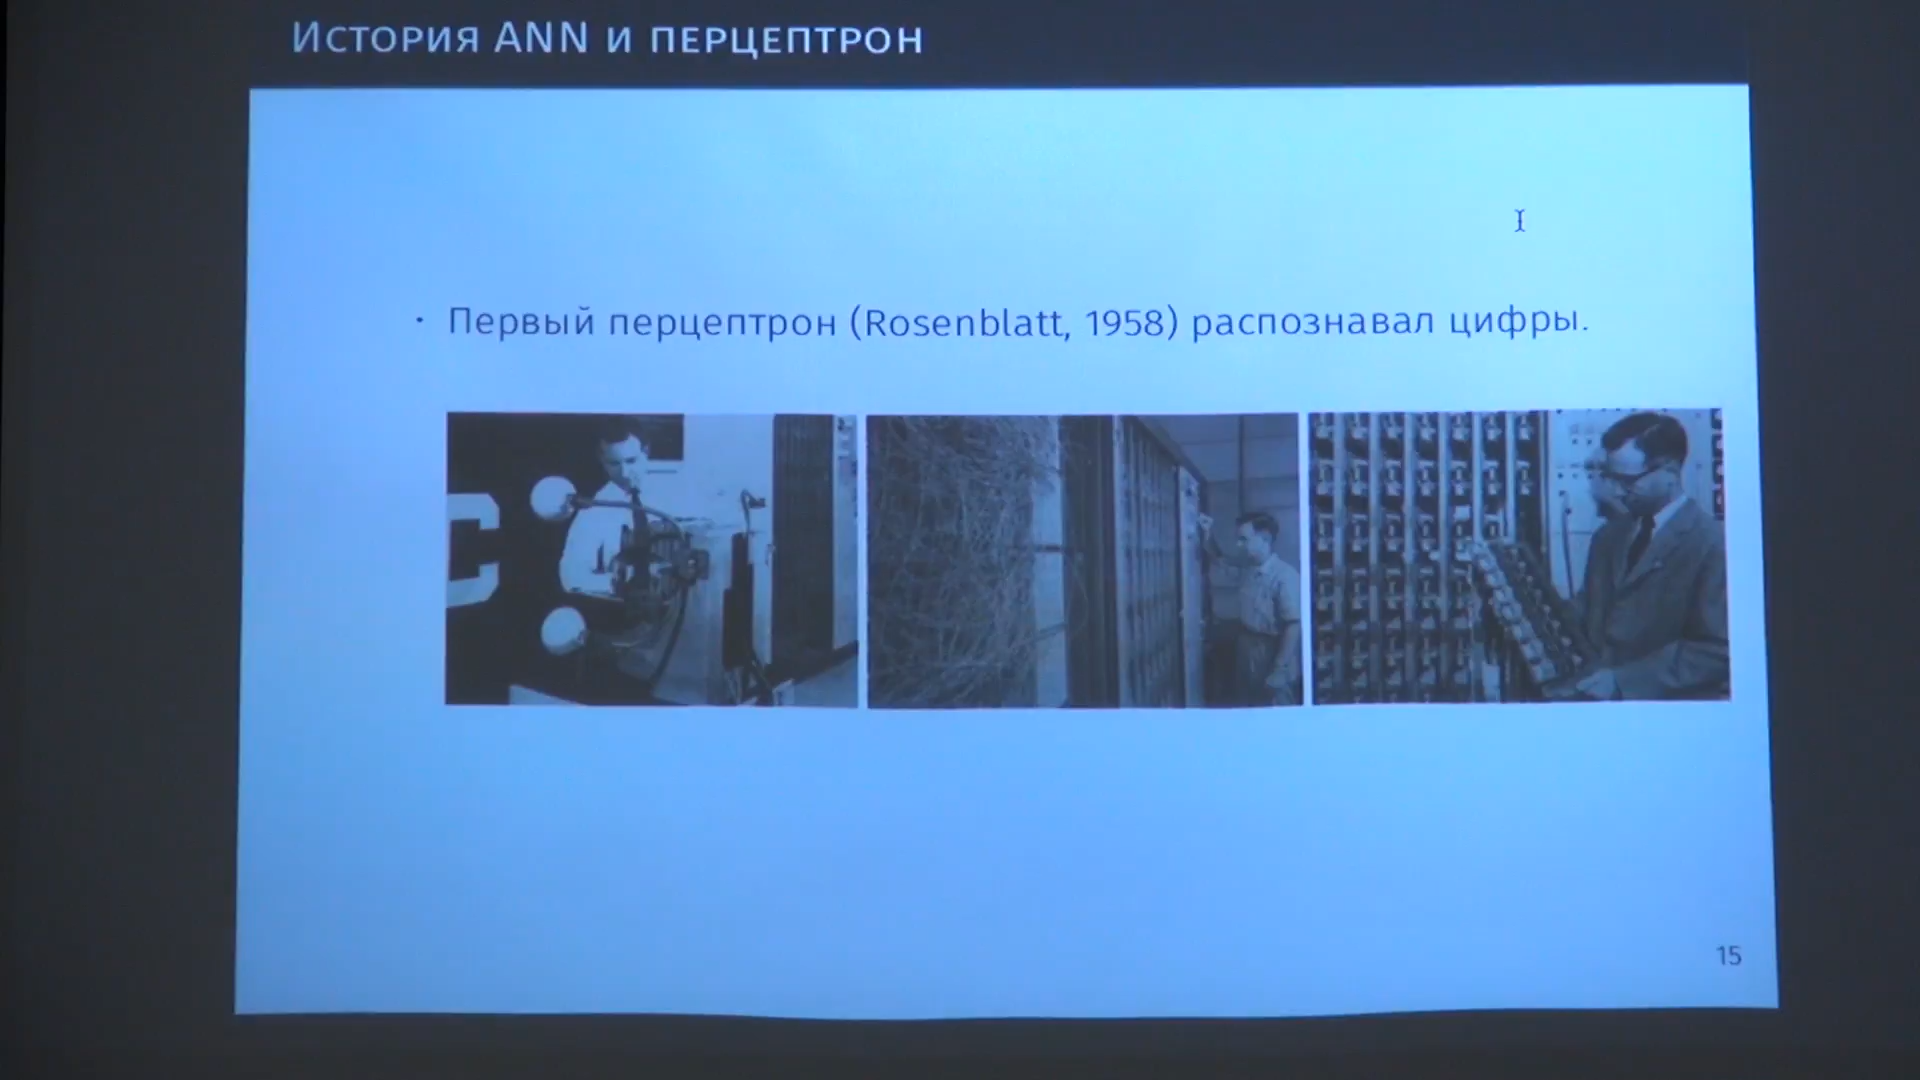 История ANN и перцептрон
· Первый перцептрон (Rosenblatt, 1958) распознавал цифры.
C
15